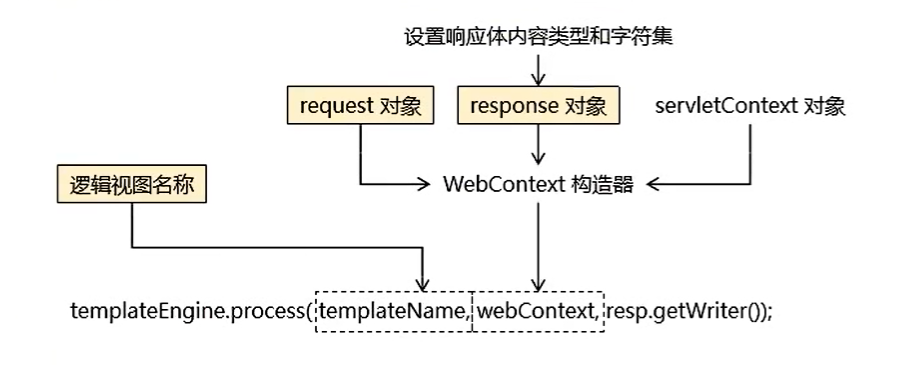 设置响应体内容类型和字符集
request 对象
response 对象
servletContext 对象
逻辑视图名称
WebContext 构造器
templateEngine.process( templateName, webContext, resp.getWriter());